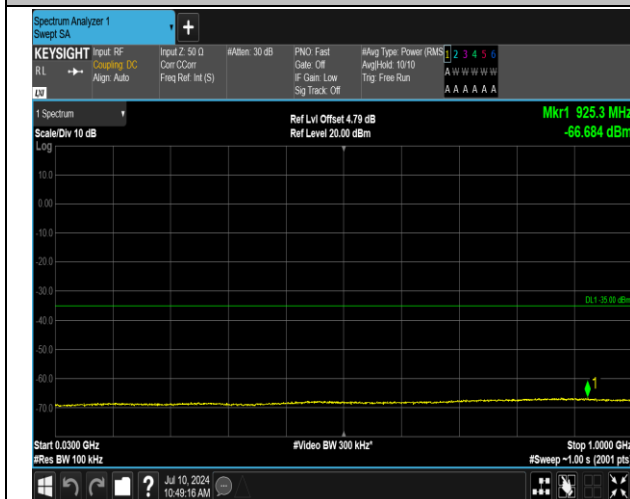 Spectrum Analyzer 1
Swept SA
+
KEYSIGHT
RL
LXI
Input: RF
Coupling: DC
Align: Auto
Input Z: 50 Ω
Corr CCorr
Freq Ref: Int (S)
#Atten: 30 dB
PNO: Fast
Gate: Off
IF Gain: Low
Sig Track: Off
#Avg Type: Power (RMS
Avg|Hold: 10/10
Trig: Free Run
1 2 3 4 5 6
A W W W W W
A A A A A A
1 Spectrum
Scale/Div 10 dB
Ref Lvl Offset 4.79 dB
Ref Level 20.00 dBm
Mkr1 925.3 MHz
-66.684 dBm
Log
10.0
0.00
-10.0
-20.0
-30.0
DL1 -35.00 dBm
-40.0
-50.0
-60.0
1
-70.0
Start 0.0300 GHz
#Video BW 300 kHz*
Stop 1.0000 GHz
#Res BW 100 kHz
#Sweep ~1.00 s (2001 pts
?
Jul 10, 2024
10:49:16 AM